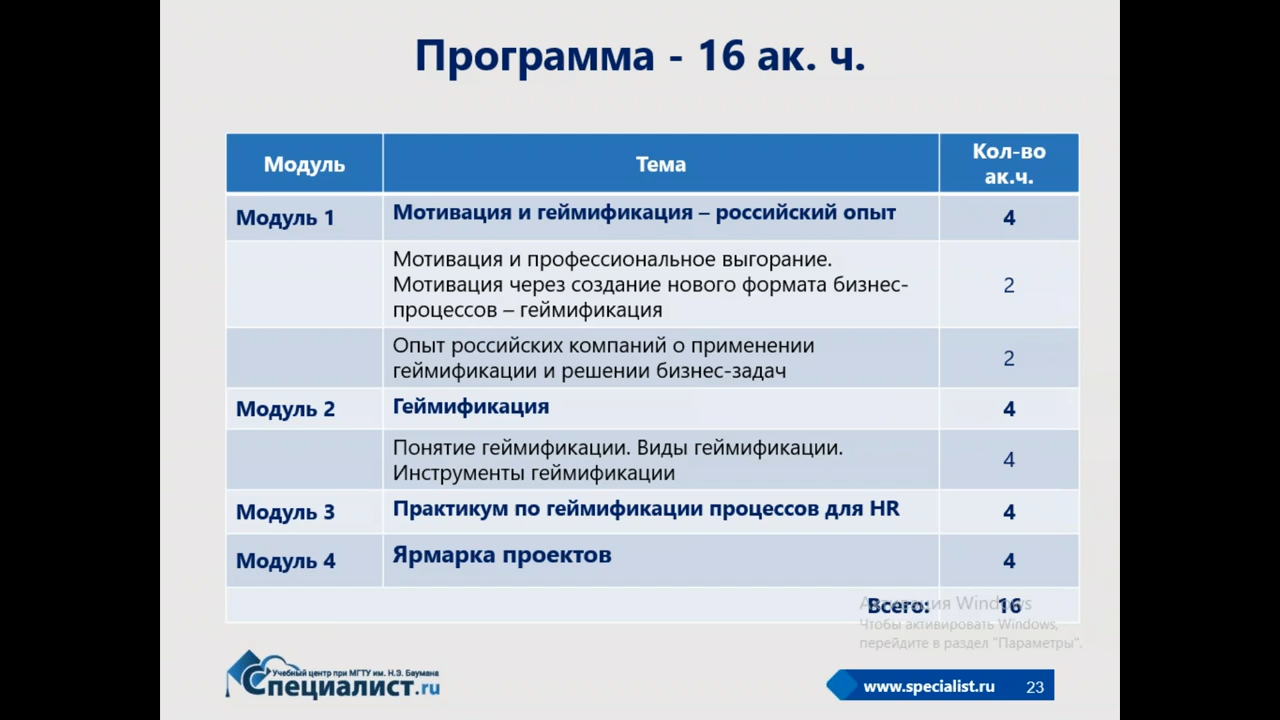 Программа - 16 ак. ч.
Модуль
Тема
Кол-во
ак.ч.
Модуль 1
Мотивация и геймификация – российский опыт
4
Мотивация и профессиональное выгорание.
Мотивация через создание нового формата бизнес-
процессов – геймификация
2
Опыт российских компаний о применении
геймификации и решении бизнес-задач
2
Модуль 2
Геймификация
4
Понятие геймификации. Виды геймификации.
Инструменты геймификации
4
Модуль 3
Практикум по геймификации процессов для HR
4
Модуль 4
Ярмарка проектов
4
Всего:
16
Активация Windows
Чтобы активировать Windows,
перейдите в раздел "Параметры".
Учебный центр при МГТУ им. Н.Э. Баумана
Специалист.ru
www.specialist.ru
23